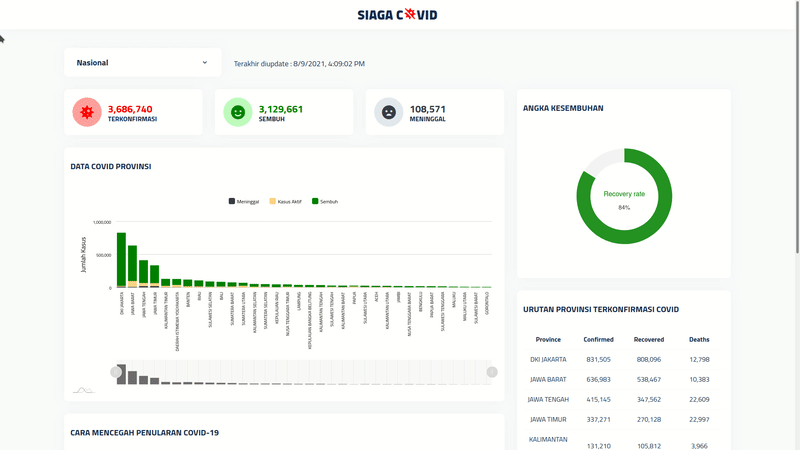 SIAGA COVID
Nasional
Terakhir diupdate : 8/9/2021, 4:09:02 PM
3,686,740
TERKONFIRMASI
3,129,661
SEMBUH
108,571
MENINGGAL
ANGKA KESEMBUHAN
Recovery rate
84%
DATA COVID PROVINSI
Meninggal
Kasus Aktif
Sembuh
Jumlah Kasus
1,000,000
500,000
0
DKI JAKARTA
JAWA BARAT
JAWA TENGAH
JAWA TIMUR
KALIMANTAN TIMUR
DAERAH ISTIMEWA YOGYAKARTA
BANTEN
RIAU
SULAWESI SELATAN
BALI
SUMATERA BARAT
SUMATERA UTARA
KALIMANTAN SELATAN
SUMATERA SELATAN
KEPULAUAN RIAU
NUSA TENGGARA TIMUR
LAMPUNG
KEPULAUAN BANGKA BELITUNG
KALIMANTAN TENGAH
SULAWESI TENGAH
KALIMANTAN BARAT
PAPUA
SULAWESI UTARA
ACEH
KALIMANTAN UTARA
JAMBI
NUSA TENGGARA BARAT
BENGKULU
PAPUA BARAT
SULAWESI TENGGARA
MALUKU
MALUKU UTARA
SULAWESI BARAT
GORONTALO
URUTAN PROVINSI TERKONFIRMASI COVID
Province Confirmed Recovered Deaths
DKI JAKARTA 831,505 808,096 12,798
JAWA BARAT 636,983 538,467 10,383
JAWA TENGAH 415,145 347,562 22,609
JAWA TIMUR 337,271 270,128 22,997
KALIMANTAN 131,210 105,812 3,966
CARA MENCEGAH PENULARAN COVID-19